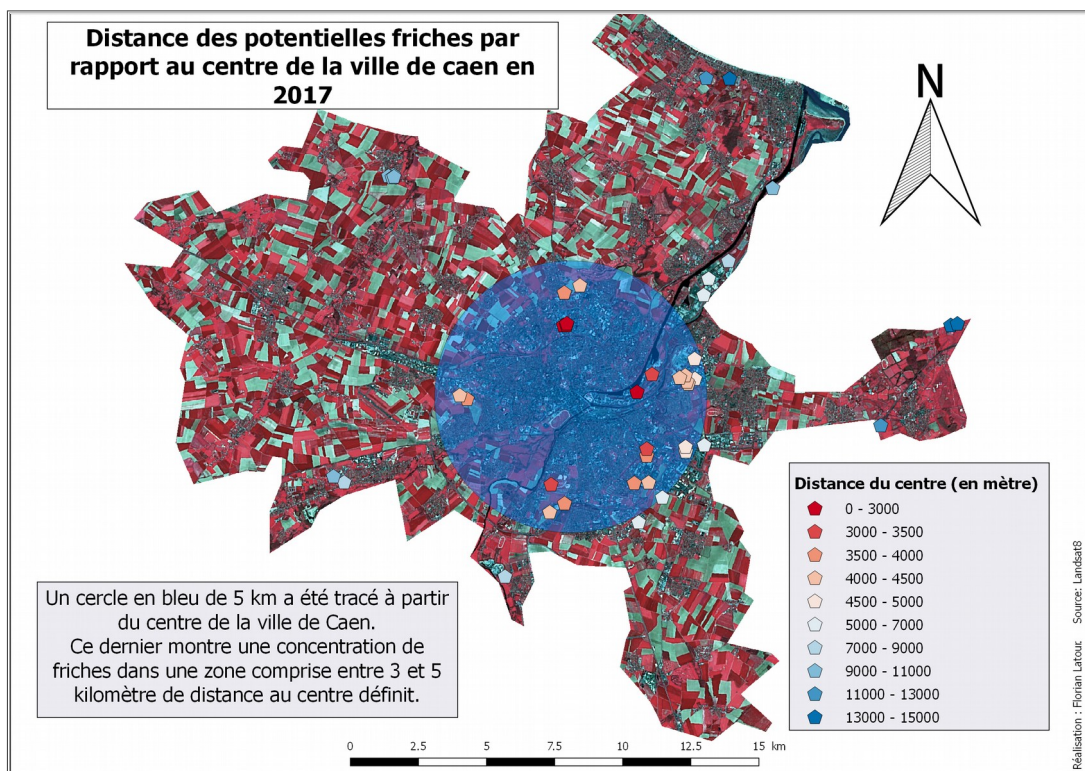 Distance des potentielles friches par
rapport au centre de la ville de caen en
2017
N
Un cercle en bleu de 5 km a été tracé à partir
du centre de la ville de Caen.
Ce dernier montre une concentration de
friches dans une zone comprise entre 3 et 5
kilomètre de distance au centre définit.
Distance du centre (en mètre)
0 - 3000
3000 - 3500
3500 - 4000
4000 - 4500
4500 - 5000
5000 - 7000
7000 - 9000
9000 - 11000
11000 - 13000
13000 - 15000
0 2.5 5 7.5 10 12.5 15 km
Réalisation : Florian Latour Source: Landsat8